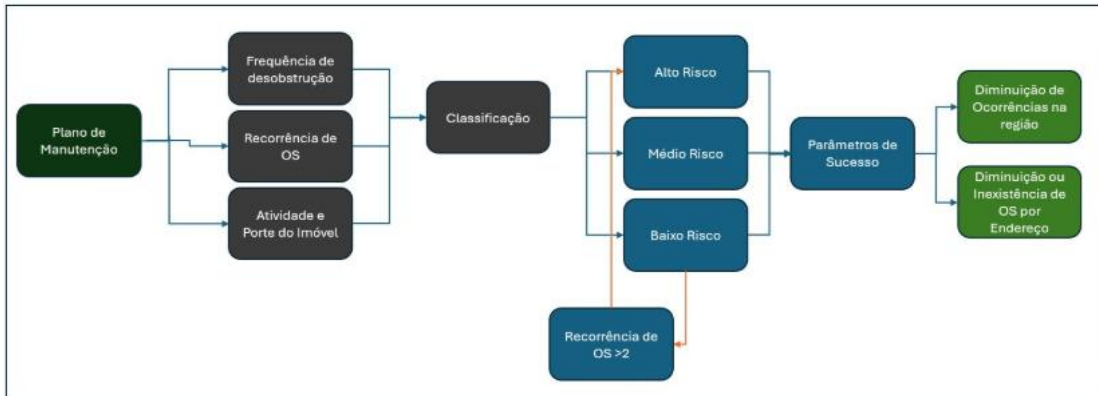 Plano de
Manutenção
Frequência de
desobstrução
Recorrência de
OS
Atividade e
Porte do Imóvel
Classificação
Alto Risco
Médio Risco
Baixo Risco
Recorrência de
OS >2
Parâmetros de
Sucesso
Diminuição de
Ocorrências na
região
Diminuição ou
Inexistência de
OS por
Endereço